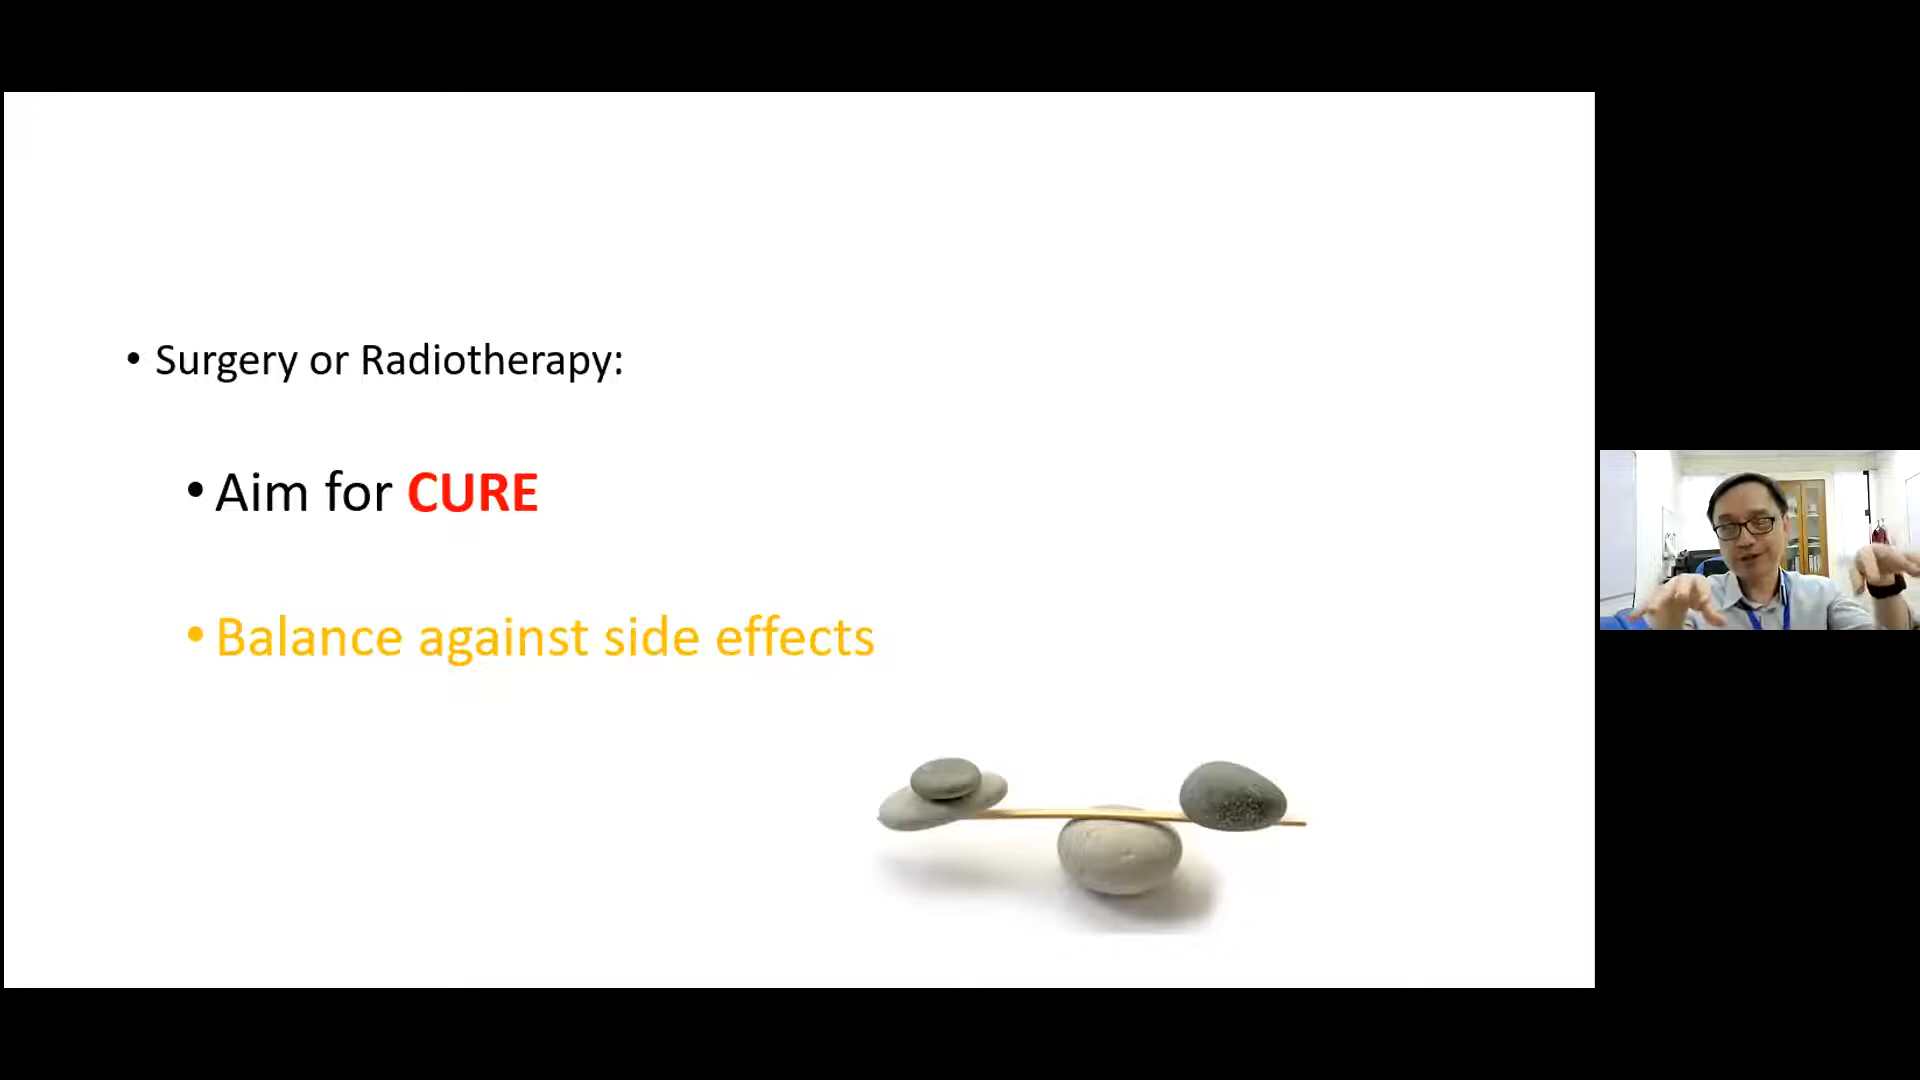 • Surgery or Radiotherapy:
• Aim for CURE
• Balance against side effects